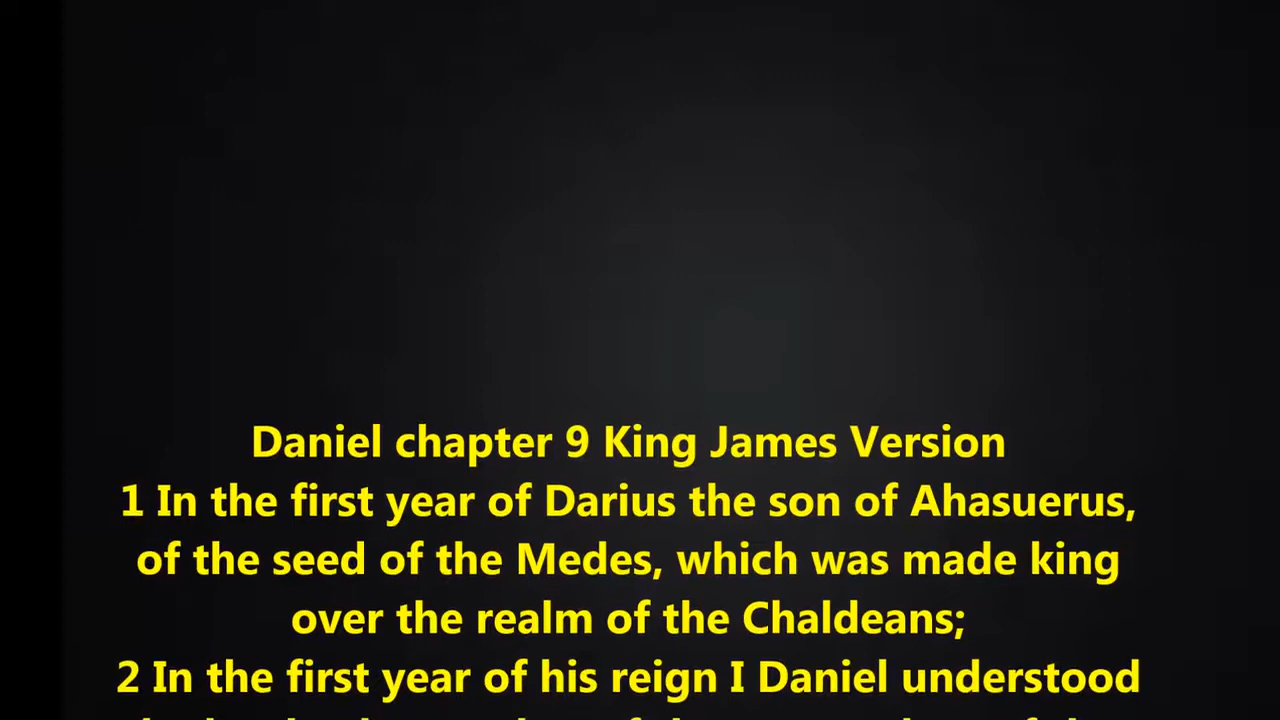 Daniel chapter 9 King James Version
1 In the first year of Darius the son of Ahasuerus,
of the seed of the Medes, which was made king
over the realm of the Chaldeans;
2 In the first year of his reign I Daniel understood